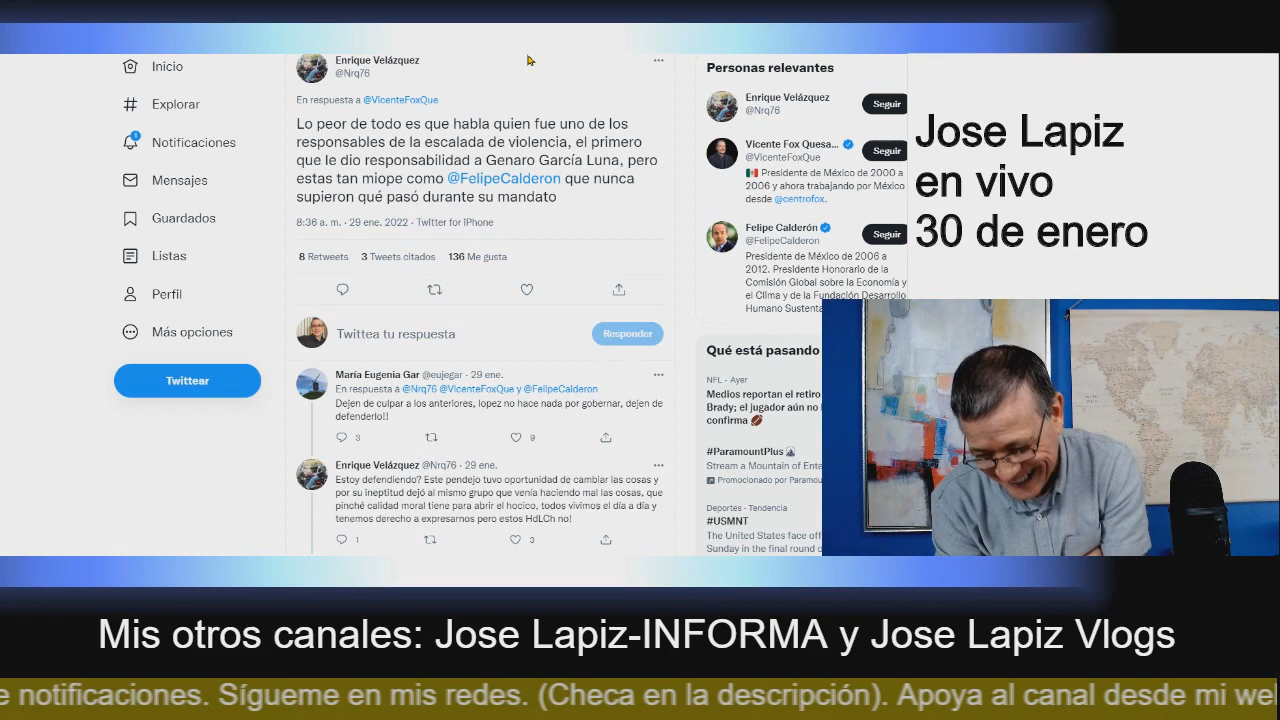 Inicio
Explorar
1
Notificaciones
Mensajes
Guardados
Listas
Perfil
Más opciones
Twittear
Enrique Velázquez
@Nrq76
En respuesta a @VicenteFoxQue
Lo peor de todo es que habla quien fue uno de los
responsables de la escalada de violencia, el primero
que le dio responsabilidad a Genaro García Luna, pero
estas tan miope como @FelipeCalderon que nunca
supieron qué pasó durante su mandato
8:36 a. m. · 29 ene. 2022 · Twitter for iPhone
8 Retweets 3 Tweets citados 136 Me gusta
Twittea tu respuesta
Responder
María Eugenia Gar @eujegar · 29 ene.
En respuesta a @Nrq76 @VicenteFoxQue y @FelipeCalderon
Dejen de culpar a los anteriores, lopez no hace nada por gobernar, dejen de
defenderlo!!
3 9
Enrique Velázquez @Nrq76 · 29 ene.
Estoy defendiendo? Este pendejo tuvo oportunidad de cambiar las cosas y
por su ineptitud dejó al mismo grupo que venía haciendo mal las cosas, que
pinché calidad moral tiene para abrir el hocico, todos vivimos el día a día y
tenemos derecho a expresarnos pero estos HdLCh no!
1 3
Personas relevantes
Enrique Velázquez
@Nrq76
Seguir
Vicente Fox Quesa...
@VicenteFoxQue
Seguir
Presidente de México de 2000 a
2006 y ahora trabajando por México
desde @centrofox.
Felipe Calderón
@FelipeCalderon
Seguir
Presidente de México de 2006 a
2012. Presidente Honorario de la
Comisión Global sobre la Economía y
el Clima y de la Fundación Desarrollo
Humano Sustenta
Qué está pasando
NFL · Ayer
Medios reportan el retiro
Brady; el jugador aún no
confirma
#ParamountPlus
Stream a Mountain of Ente
Promocionado por Paramou
Deportes · Tendencia
#USMNT
The United States face off
Sunday in the final round
Jose Lapiz
en vivo
30 de enero
Mis otros canales: Jose Lapiz-INFORMA y Jose Lapiz Vlogs
e notificaciones. Sígueme en mis redes. (Checa en la descripción). Apoya al canal desde mi we